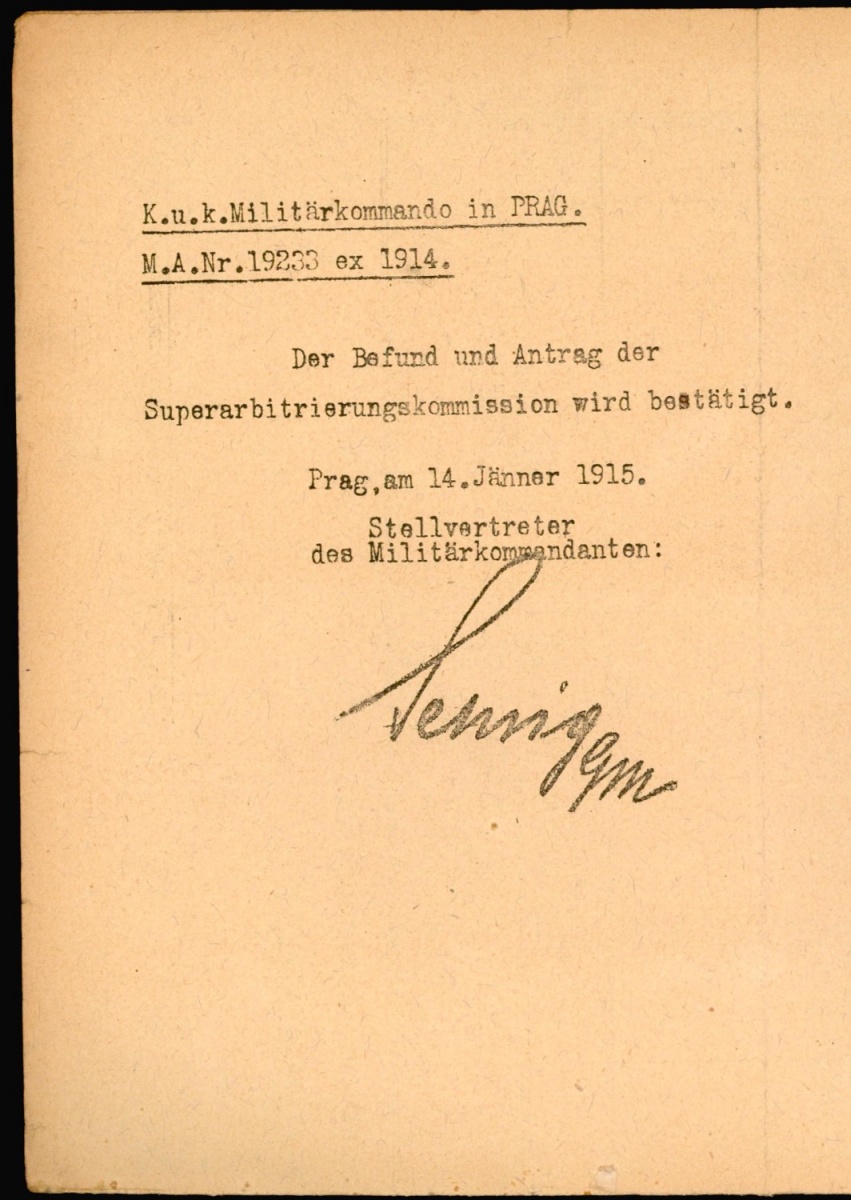 K.u.k.Militärkommando in PRAG.
M.A.Nr.19233 ex 1914.
Der Befund und Antrag der
Superarbitrierungskommission wird bestätigt.
Prag,am 14.Jänner 1915.
Stellvertreter
des Militärkommandanten:
GM